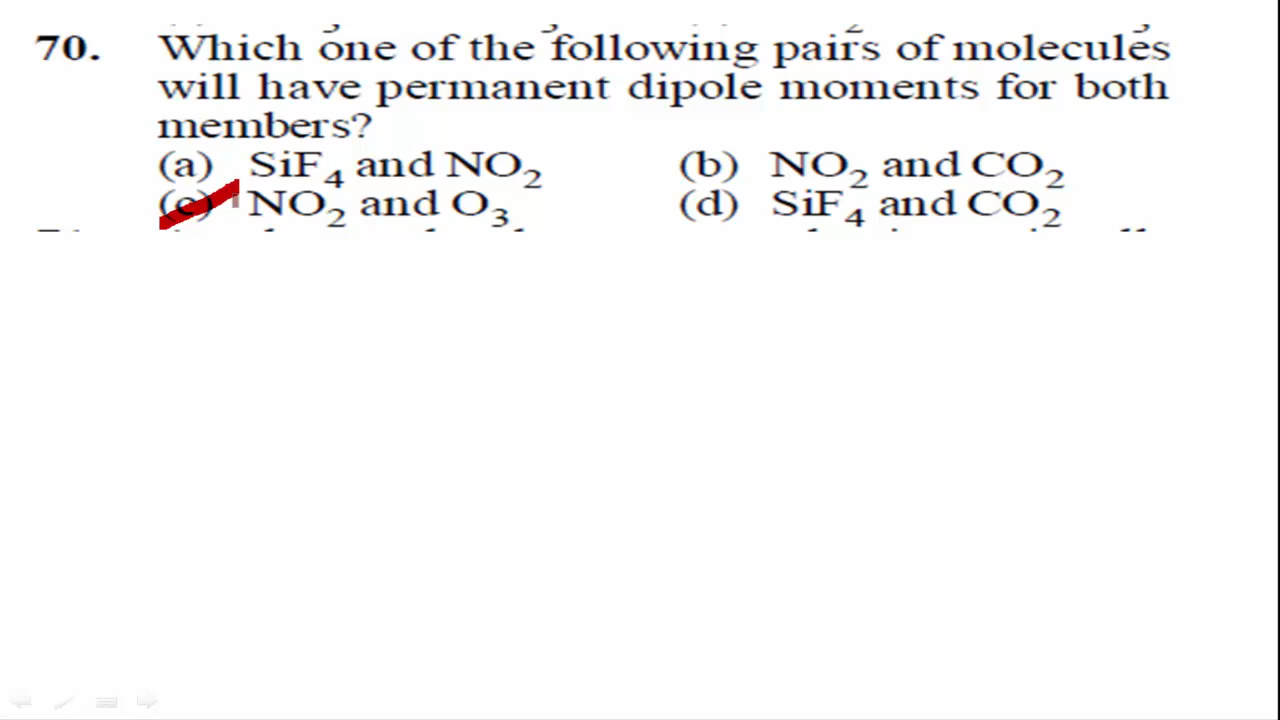 70. Which one of the following pairs of molecules
will have permanent dipole moments for both
members?
(a) SiF₄ and NO₂ (b) NO₂ and CO₂
(c) NO₂ and O₃ (d) SiF₄ and CO₂